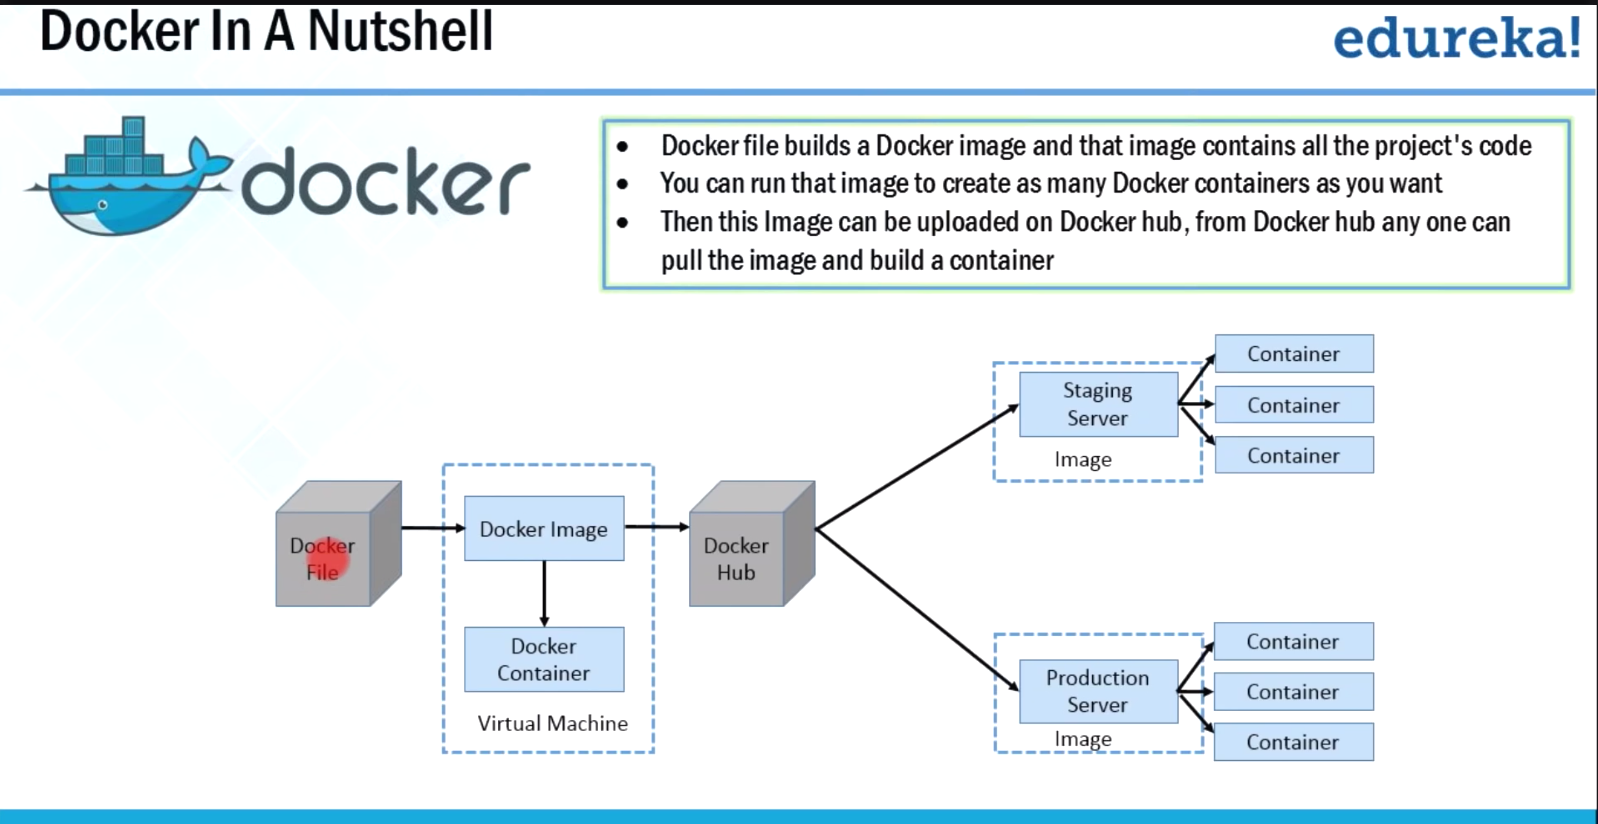 Docker In A Nutshell
edureka!
docker
• Docker file builds a Docker image and that image contains all the project's code
• You can run that image to create as many Docker containers as you want
• Then this Image can be uploaded on Docker hub, from Docker hub any one can
pull the image and build a container
Docker
File
Docker Image
Docker
Container
Virtual Machine
Docker
Hub
Staging
Server
Image
Container
Container
Container
Production
Server
Image
Container
Container
Container